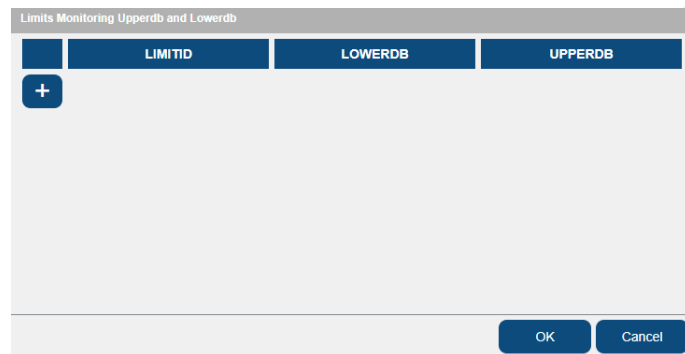 Limits Monitoring Upperdb and Lowerdb
LIMITID LOWERDB UPPERDB
+
OK Cancel